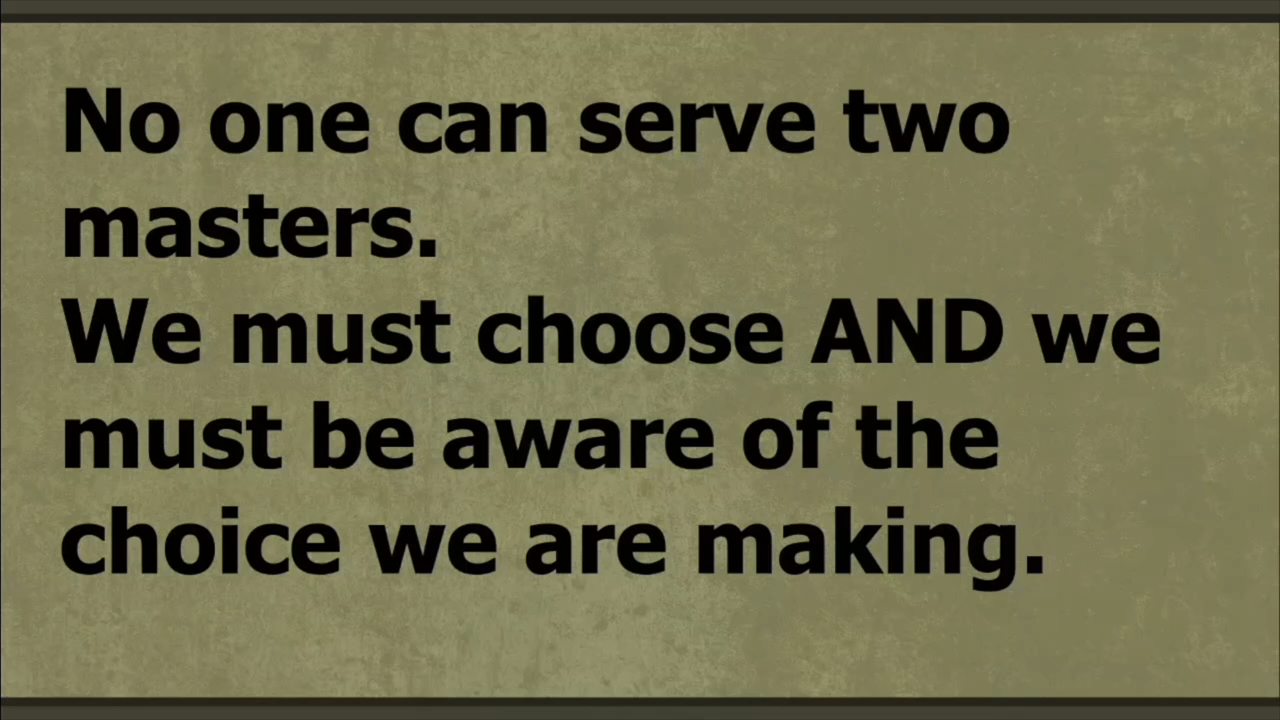 No one can serve two
masters.
We must choose AND we
must be aware of the
choice we are making.